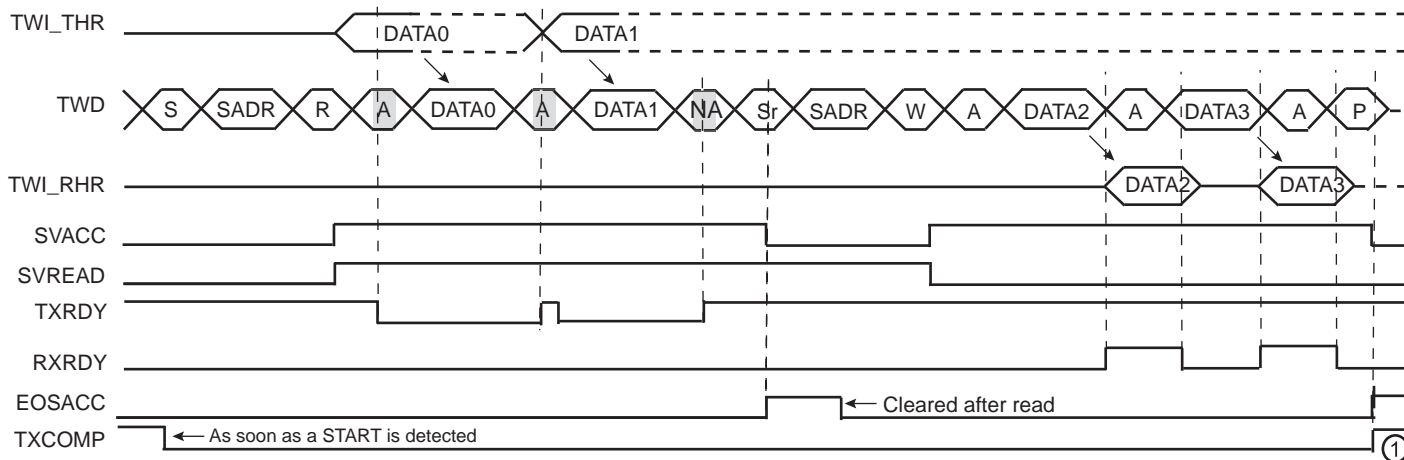 TWI_THR DATA0 DATA1
TWD S SADR R A DATA0 A DATA1 NA Sr SADR W A DATA2 A DATA3 A P
TWI_RHR DATA2 DATA3
SVACC
SVREAD
TXRDY
RXRDY
EOSACC Cleared after read
TXCOMP As soon as a START is detected 1